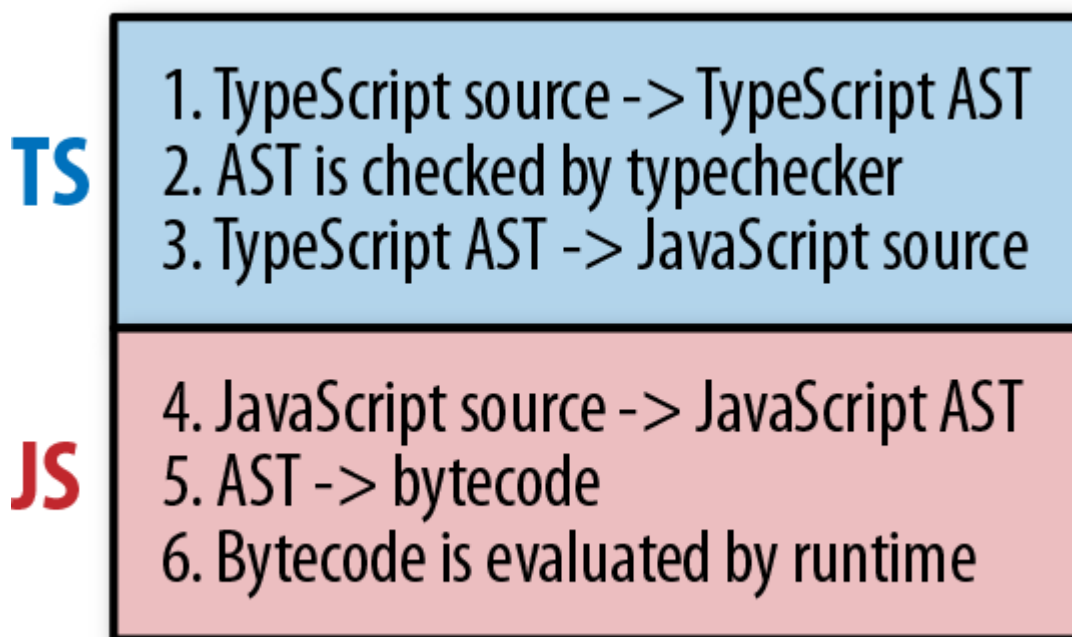 TS
1. TypeScript source -> TypeScript AST
2. AST is checked by typechecker
3. TypeScript AST -> JavaScript source
JS
4. JavaScript source -> JavaScript AST
5. AST -> bytecode
6. Bytecode is evaluated by runtime